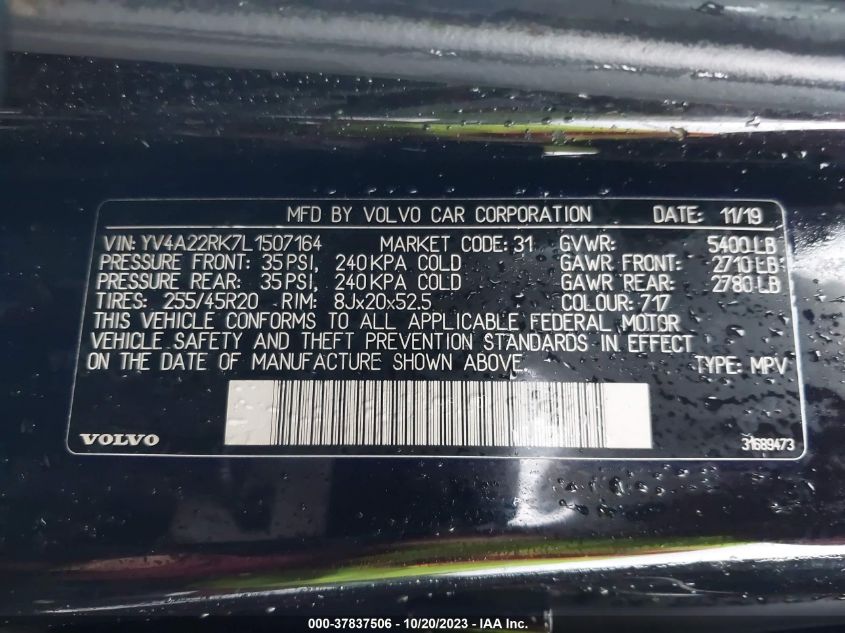 MFD BY VOLVO CAR CORPORATION DATE: 11/19
VIN: YV4A22RK7L1507164 MARKET CODE: 31 GVWR: 5400 LB
PRESSURE FRONT: 35 PSI, 240 KPA COLD GAWR FRONT: 2710 LB
PRESSURE REAR: 35 PSI, 240 KPA COLD GAWR REAR: 2780 LB
TIRES: 255/45R20 RIM: 8Jx20x52.5 COLOUR: 717
THIS VEHICLE CONFORMS TO ALL APPLICABLE FEDERAL MOTOR
VEHICLE SAFETY AND THEFT PREVENTION STANDARDS IN EFFECT
ON THE DATE OF MANUFACTURE SHOWN ABOVE. TYPE: MPV
VOLVO 31689473
000-37837506 - 10/20/2023 - IAA Inc.